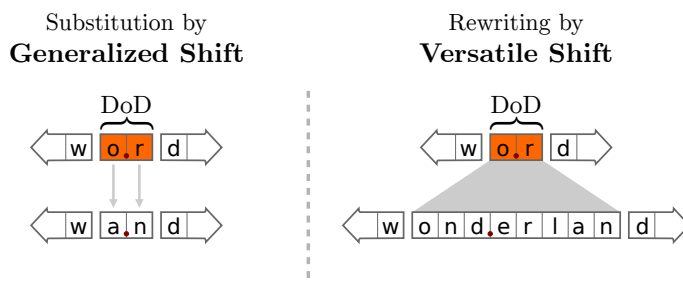 Substitution by
Generalized Shift
DoD
w o.r d
w a.n d
Rewriting by
Versatile Shift
DoD
w o.r d
w o n d.e r l a n d